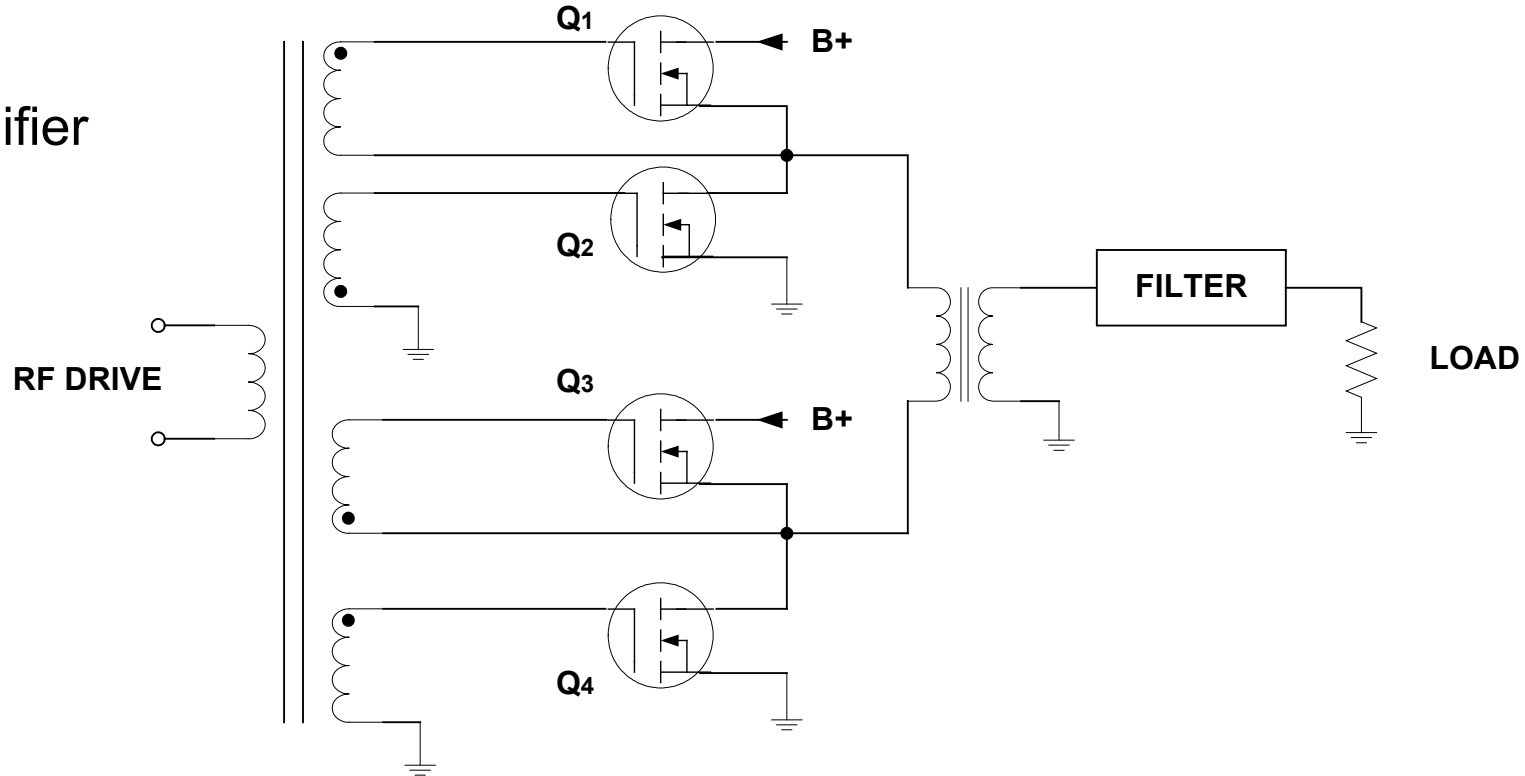 Q1
B+
ifier
Q2
FILTER
RF DRIVE
LOAD
Q3
B+
Q4